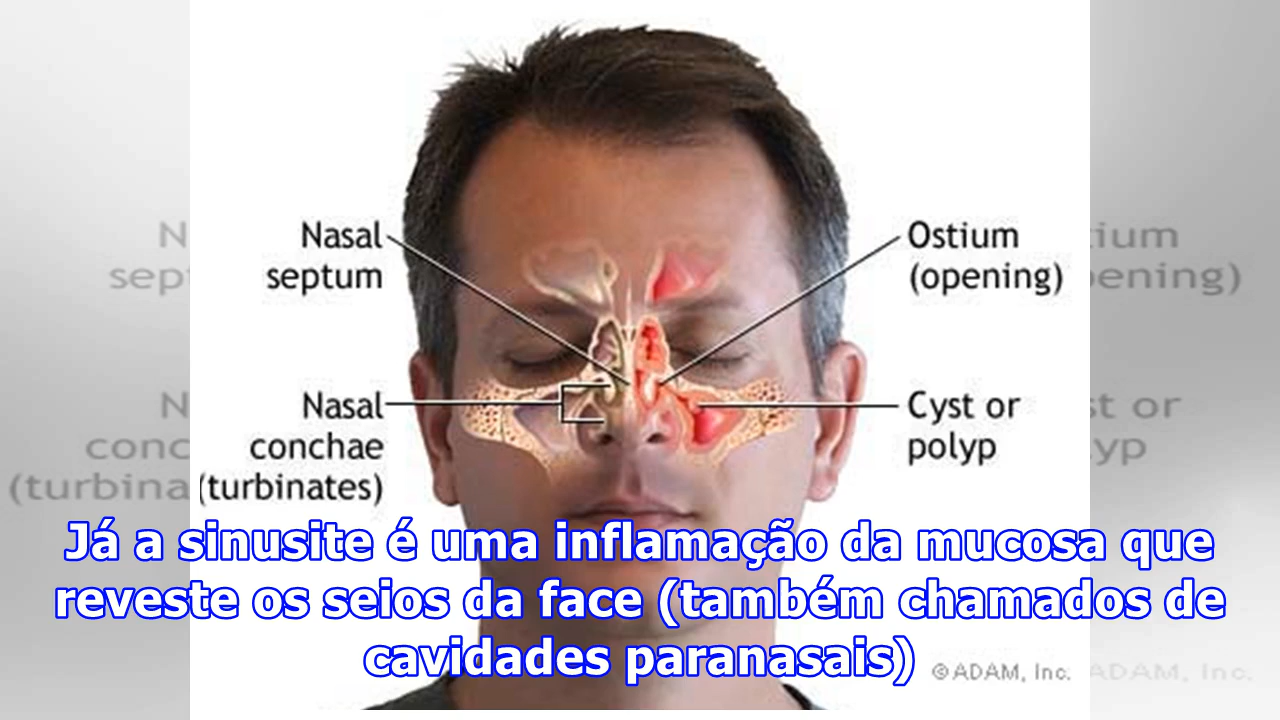 Nasal
septum
Ostium
(opening)
Nasal
conchae
(turbinates)
Cyst or
polyp
Já a sinusite é uma inflamação da mucosa que
reveste os seios da face (também chamados de
cavidades paranasais)
©ADAM, Inc.